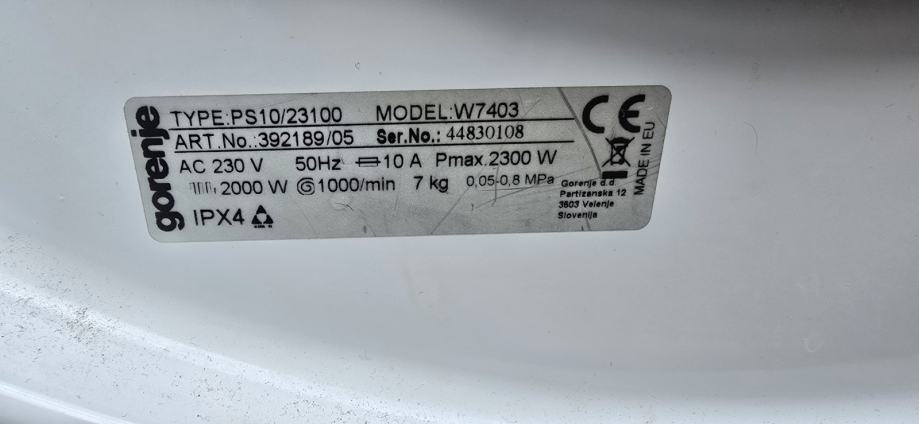 gorenje
TYPE:PS10/23100 MODEL:W7403
ART.No.:392189/05 Ser.No.: 44830108
AC 230 V 50Hz 10 A Pmax.2300 W
2000 W 1000/min 7 kg 0,05-0,8 MPa
IPX4
CE
MADE IN EU
Gorenje d.d.
Partizanska 12
3503 Velenje
Slovenija